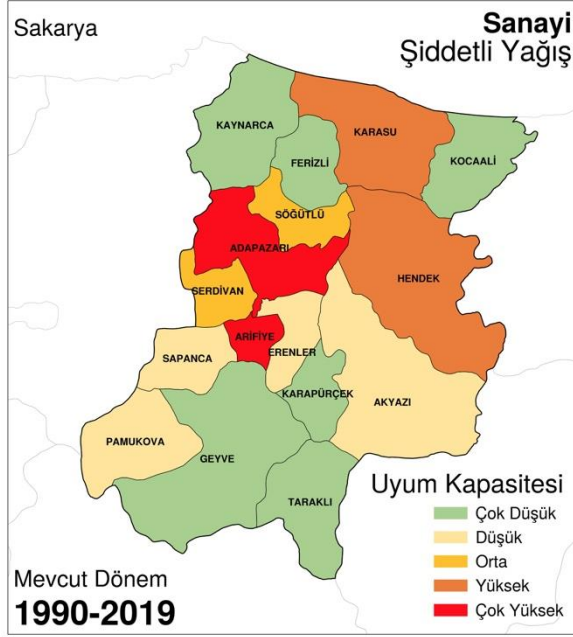 Sakarya
Sanayi
Şiddetli Yağış
KAYNARCA
KARASU
FERİZLİ
KOCAALİ
SÖĞÜTLÜ
ADAPAZARI
HENDEK
SERDİVAN
ARİFİYE
ERENLER
SAPANCA
KARAPÜRÇEK
AKYAZI
PAMUKOVA
GEYVE
TARAKLI
Uyum Kapasitesi
Çok Düşük
Düşük
Orta
Yüksek
Çok Yüksek
Mevcut Dönem
1990-2019